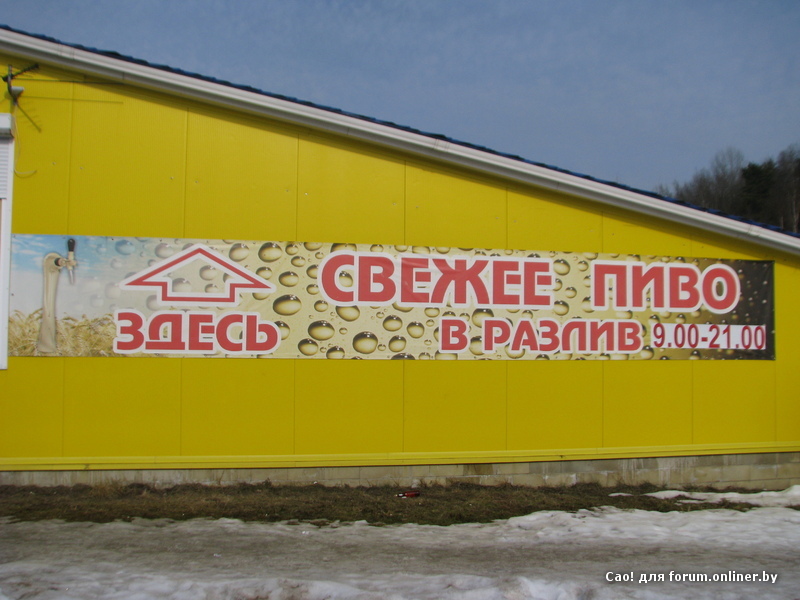 СВЕЖЕЕ ПИВО
ЗДЕСЬ
В РАЗЛИВ 9.00-21.00
Сао! для forum.onliner.by